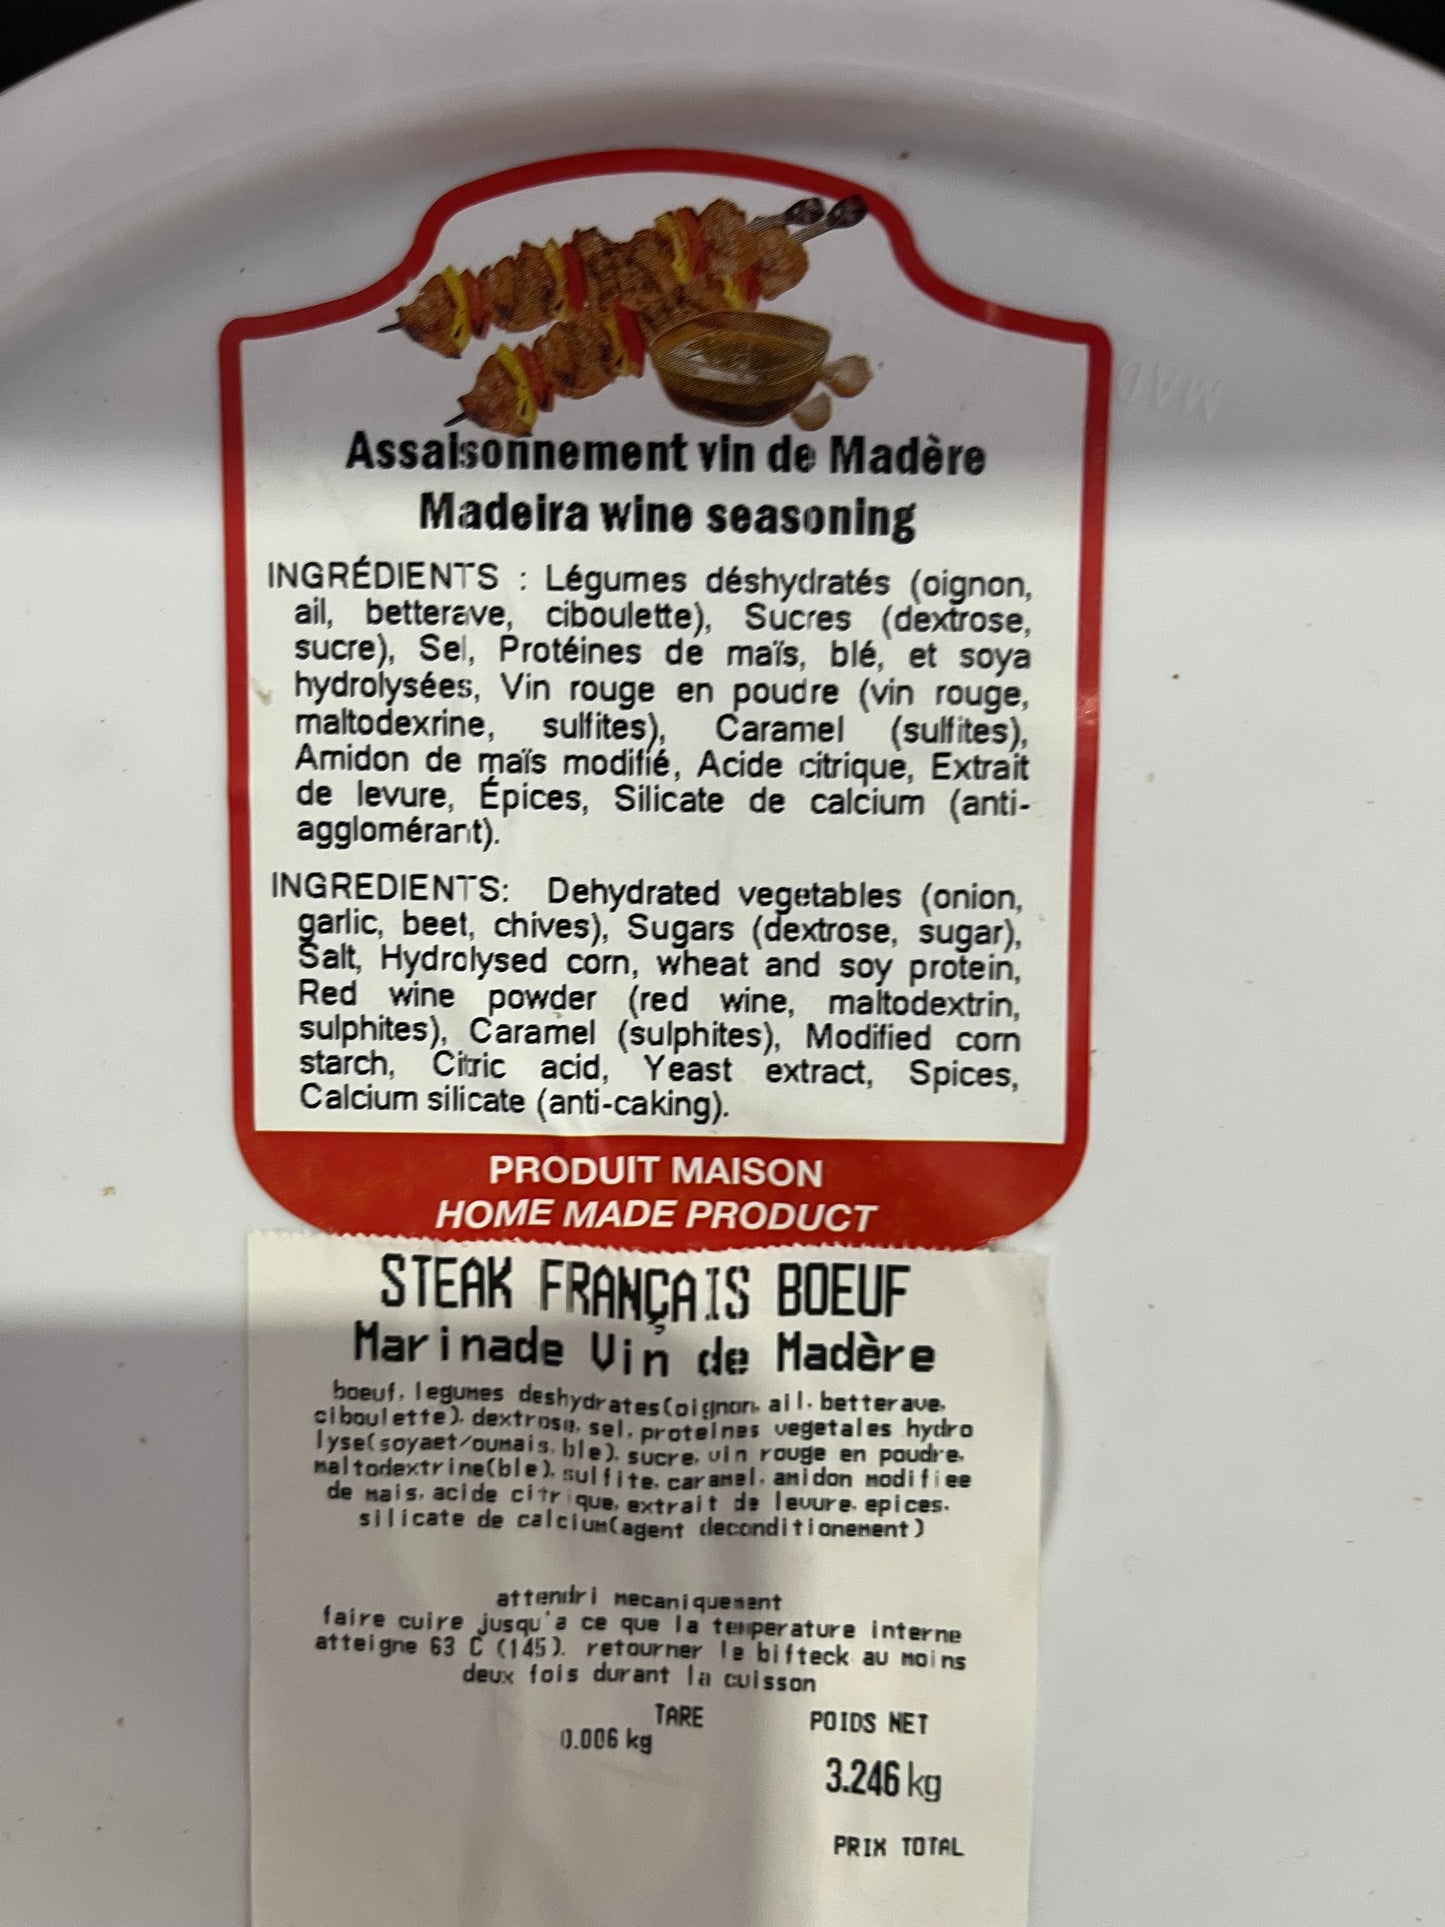 Assaisonnement vin de Madère
Madeira wine seasoning
INGRÉDIENTS : Légumes déshydratés (oignon,
ail, betterave, ciboulette), Sucres (dextrose,
sucre), Sel, Protéines de maïs, blé, et soya
hydrolysées, Vin rouge en poudre (vin rouge,
maltodexrine, sulfites), Caramel (sulfites),
Amidon de maïs modifié, Acide citrique, Extrait
de levure, Épices, Silicate de calcium (anti-
agglomérant).
INGREDIENTS: Dehydrated vegetables (onion,
garlic, beet, chives), Sugars (dextrose, sugar),
Salt, Hydrolysed corn, wheat and soy protein,
Red wine powder (red wine, maltodextrin,
sulphites), Caramel (sulphites), Modified corn
starch, Citric acid, Yeast extract, Spices,
Calcium silicate (anti-caking).
PRODUIT MAISON
HOME MADE PRODUCT
STEAK FRANÇAIS BOEUF
Marinade Vin de Madère
boeuf, legumes deshydrates(oignon, ail, betterave,
ciboulette), dextrose, sel, proteines vegetales hydro
lyse(soyaet/oumais, ble), sucre, vin rouge en poudre,
maltodextrine(ble), sulfite, caramel, amidon modifiee
de mais, acide citrique, extrait de levure, epices,
silicate de calcium(agent deconditionement)
attendri mecaniquement
faire cuire jusqu'a ce que la temperature interne
atteigne 63 C (145), retourner le bifteck au moins
deux fois durant la cuisson
TARE POIDS NET
0.006 kg
3.246 kg
PRIX TOTAL